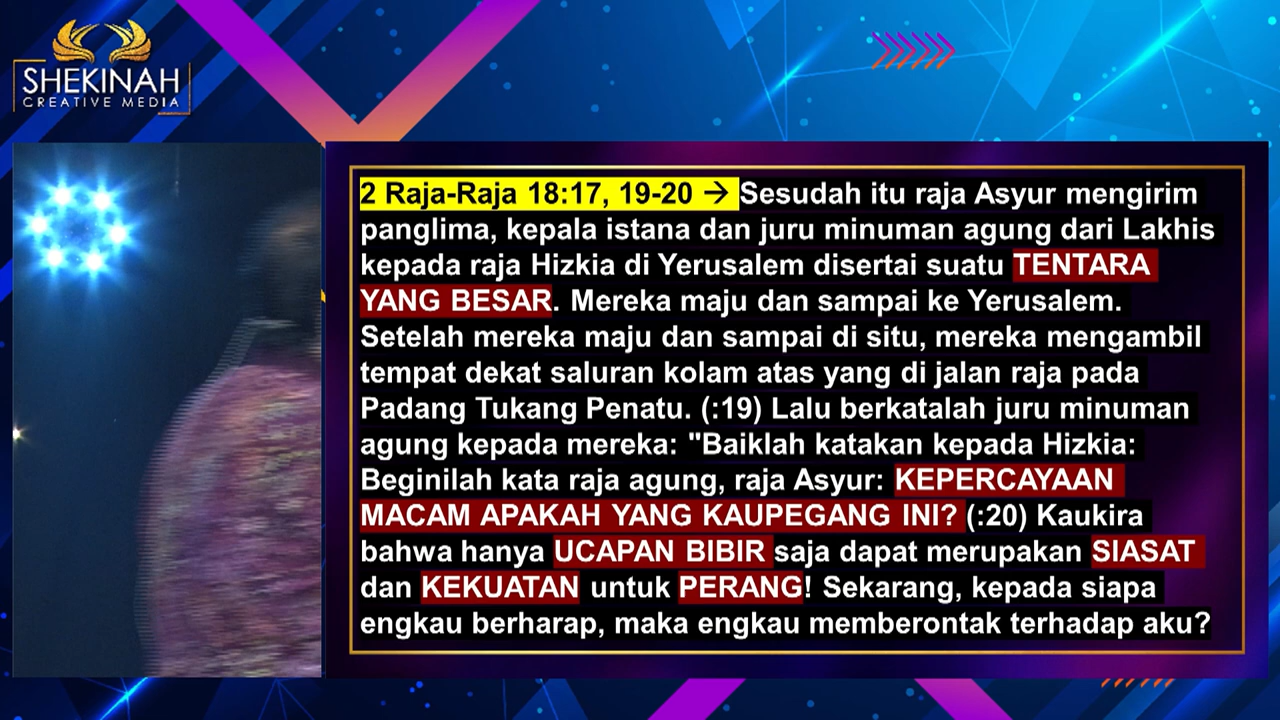 SHEKINAH
CREATIVE MEDIA
2 Raja-Raja 18:17, 19-20 → Sesudah itu raja Asyur mengirim
panglima, kepala istana dan juru minuman agung dari Lakhis
kepada raja Hizkia di Yerusalem disertai suatu TENTARA
YANG BESAR. Mereka maju dan sampai ke Yerusalem.
Setelah mereka maju dan sampai di situ, mereka mengambil
tempat dekat saluran kolam atas yang di jalan raja pada
Padang Tukang Penatu. (:19) Lalu berkatalah juru minuman
agung kepada mereka: "Baiklah katakan kepada Hizkia:
Beginilah kata raja agung, raja Asyur: KEPERCAYAAN
MACAM APAKAH YANG KAUPEGANG INI? (:20) Kaukira
bahwa hanya UCAPAN BIBIR saja dapat merupakan SIASAT
dan KEKUATAN untuk PERANG! Sekarang, kepada siapa
engkau berharap, maka engkau memberontak terhadap aku?